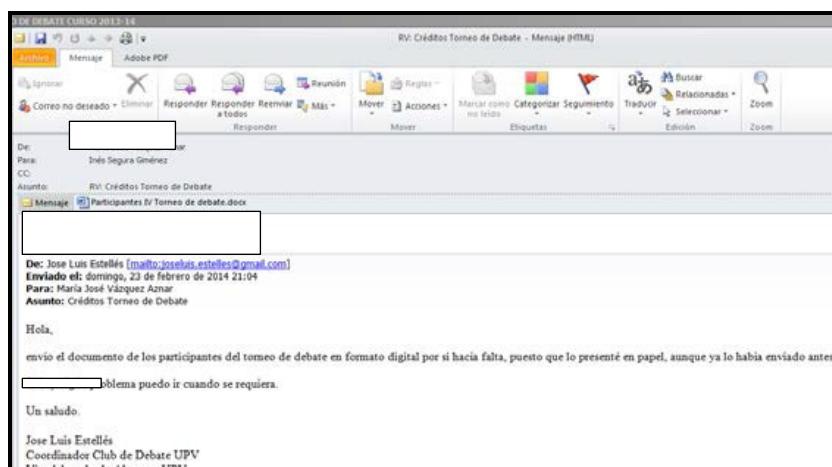 O DE DEBATE CURSO 2013-14
RV: Créditos Torneo de Debate - Mensaje (HTML)
Archivo Mensaje Adobe PDF
Ignorar
Correo no deseado Eliminar
Responder Responder a todos Reenviar
Reunión
Más
Responder
Mover
Reglas
Acciones
Mover
Marcar como no leído Categorizar Seguimiento
Etiquetas
Traducir
Buscar
Relacionadas
Seleccionar
Edición
Zoom
Zoom
De: nar
Para: Inés Segura Giménez
CC:
Asunto: RV: Créditos Torneo de Debate
Mensaje Participantes IV Torneo de debate.docx
De: Jose Luis Estellés [mailto:joseluis.estelles@gmail.com]
Enviado el: domingo, 23 de febrero de 2014 21:04
Para: María José Vázquez Aznar
Asunto: Créditos Torneo de Debate
Hola,
envío el documento de los participantes del torneo de debate en formato digital por si hacía falta, puesto que lo presenté en papel, aunque ya lo había enviado ante
oblema puedo ir cuando se requiera.
Un saludo.
Jose Luis Estellés
Coordinador Club de Debate UPV